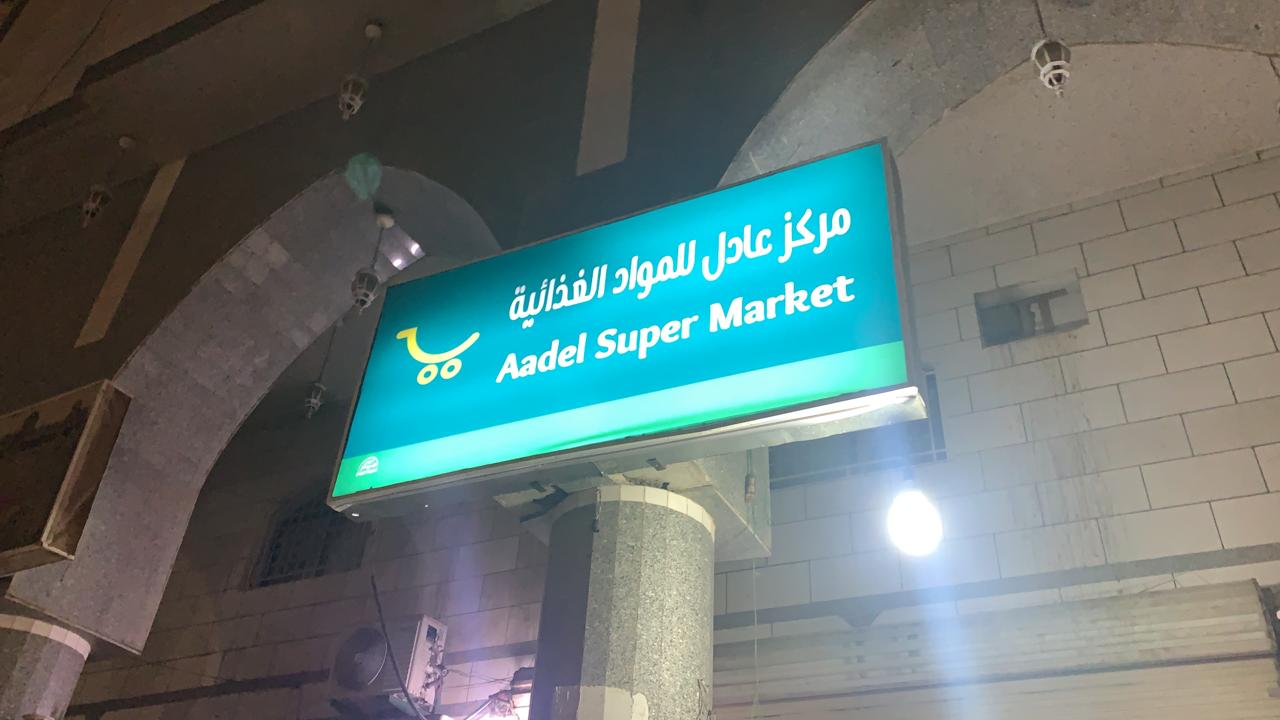 مركز عادل للمواد الغذائية
Aadel Super Market